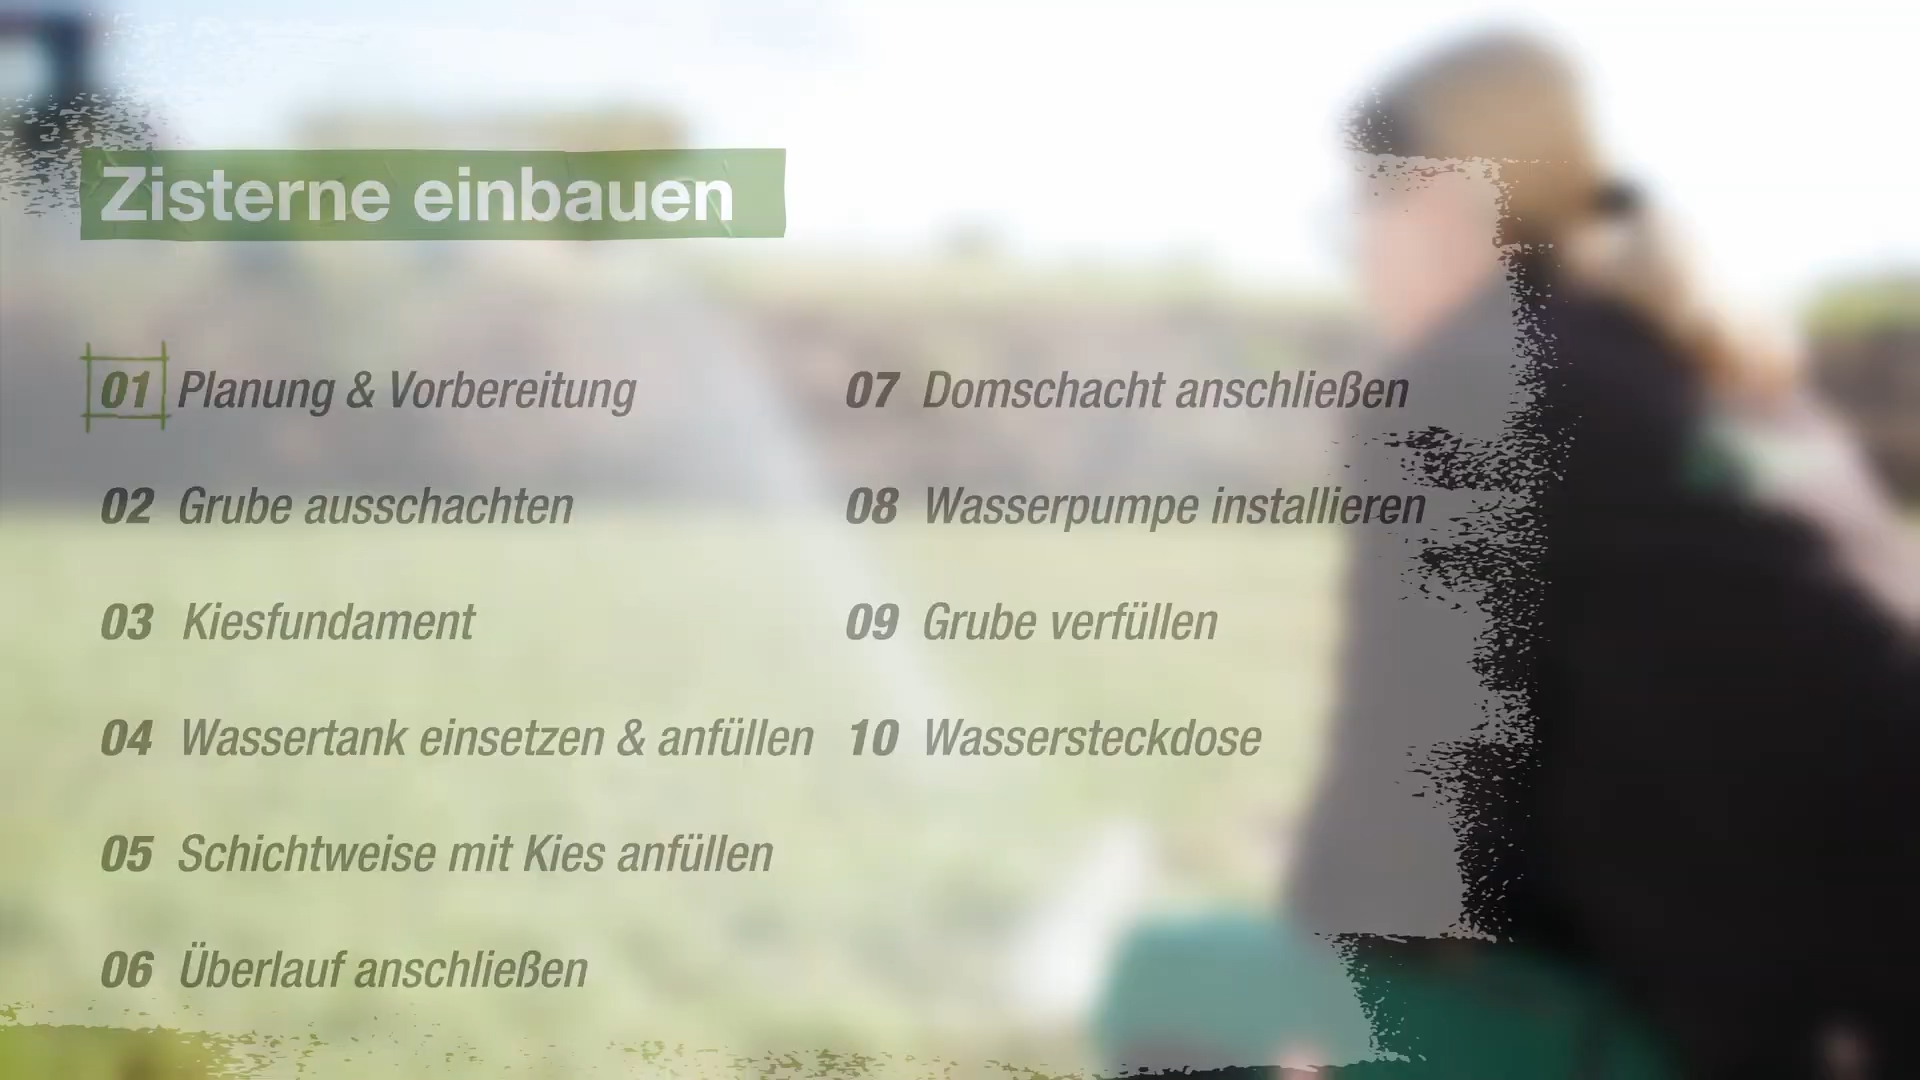 Zisterne einbauen
01 Planung & Vorbereitung
02 Grube ausschachten
03 Kiesfundament
04 Wassertank einsetzen & anfüllen
05 Schichtweise mit Kies anfüllen
06 Überlauf anschließen
07 Domschacht anschließen
08 Wasserpumpe installieren
09 Grube verfüllen
10 Wassersteckdose